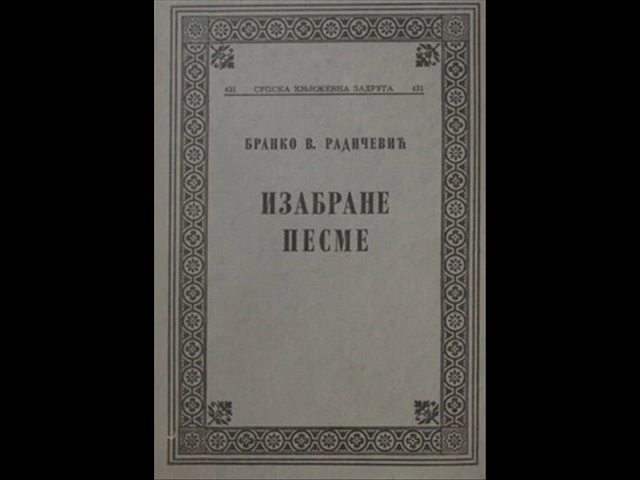 431 СРПСКА КЊИЖЕВНА ЗАДРУГА 431
БРАНКО В. РАДИЧЕВИЋ
ИЗАБРАНЕ
ПЕСМЕ